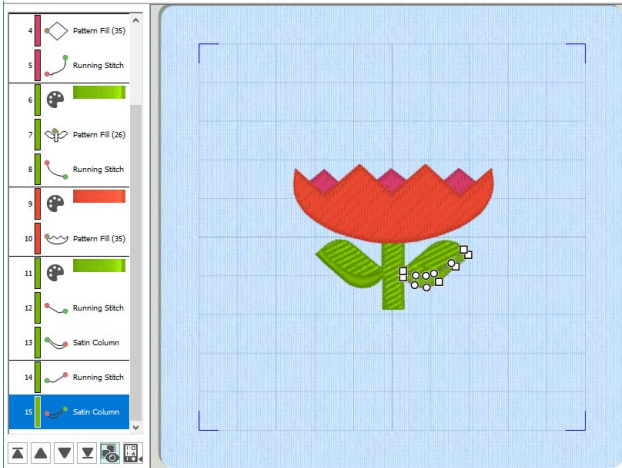 4 Pattern Fill (35)
5 Running Stitch
6
7 Pattern Fill (26)
8 Running Stitch
9
10 Pattern Fill (35)
11
12 Running Stitch
13 Satin Column
14 Running Stitch
15 Satin Column